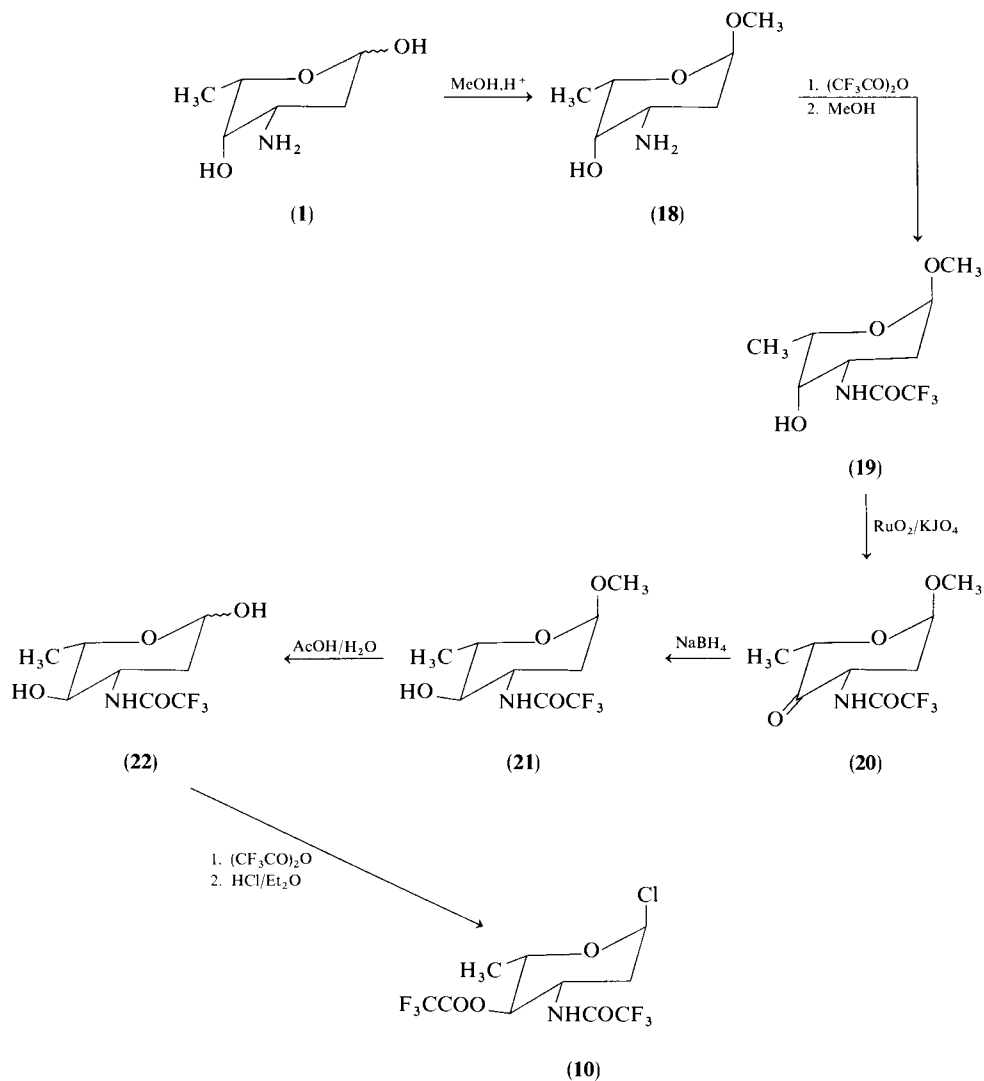 OH
O
H₃C
NH₂
HO
(1)
MeOH,H⁺
OCH₃
O
H₃C
NH₂
HO
(18)
1. (CF₃CO)₂O
2. MeOH
OCH₃
O
CH₃
NHCOCF₃
HO
(19)
RuO₂/KJO₄
OCH₃
O
H₃C
NHCOCF₃
O
(20)
NaBH₄
OCH₃
O
H₃C
HO
NHCOCF₃
(21)
AcOH/H₂O
OH
O
H₃C
HO
NHCOCF₃
(22)
1. (CF₃CO)₂O
2. HCl/Et₂O
Cl
O
H₃C
F₃CCOO
NHCOCF₃
(10)